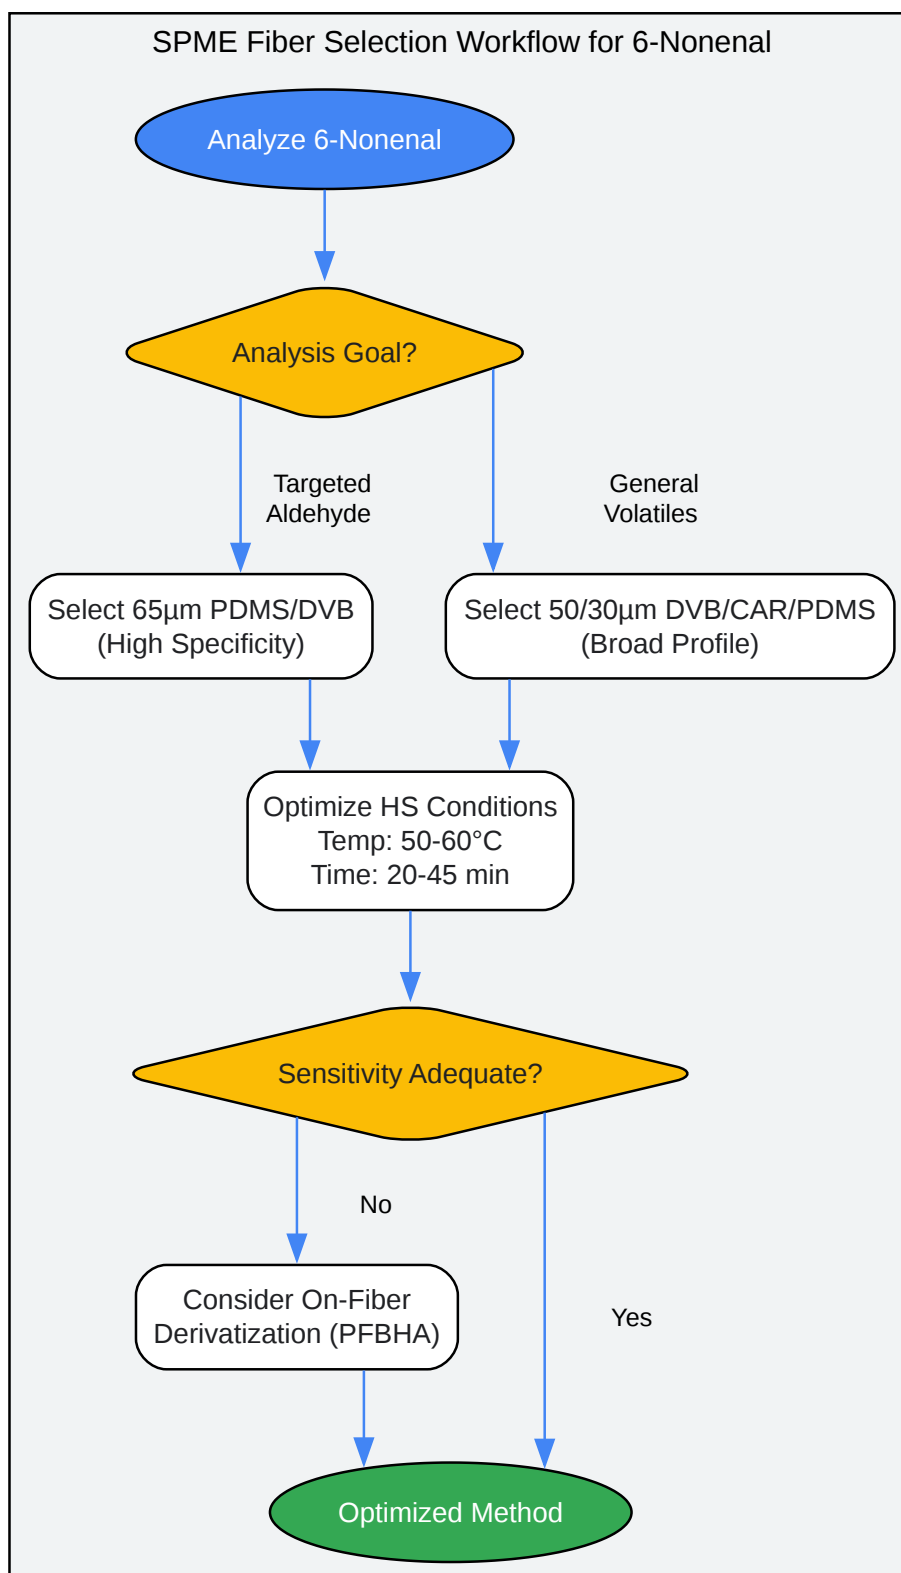 SPME Fiber Selection Workflow for 6-Nonenal
Analyze 6-Nonenal
Analysis Goal?
Targeted
Aldehyde
General
Volatiles
Select 65µm PDMS/DVB
(High Specificity)
Select 50/30µm DVB/CAR/PDMS
(Broad Profile)
Optimize HS Conditions
Temp: 50-60°C
Time: 20-45 min
Sensitivity Adequate?
No
Consider On-Fiber
Derivatization (PFBHA)
Yes
Optimized Method